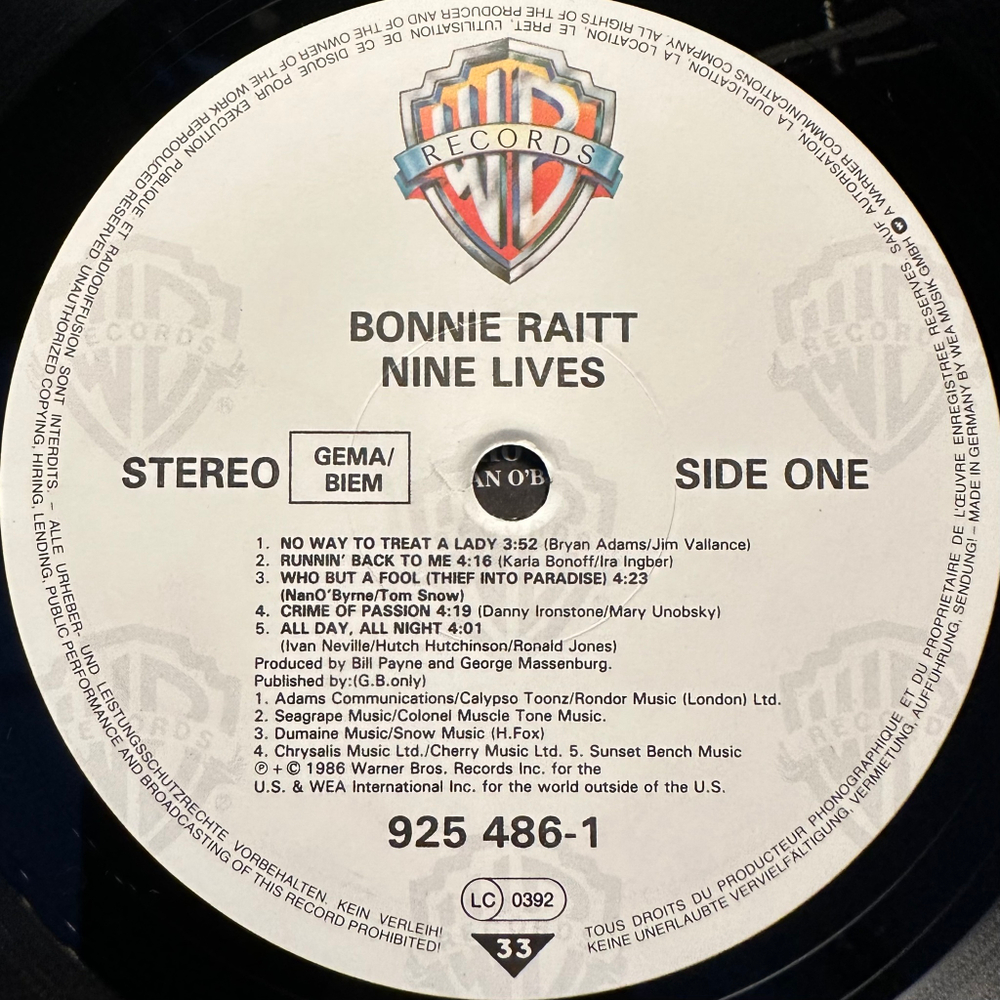 WB
RECORDS
BONNIE RAITT
NINE LIVES
STEREO
GEMA/
BIEM
SIDE ONE
AN O'B
1. NO WAY TO TREAT A LADY 3:52 (Bryan Adams/Jim Vallance)
2. RUNNIN' BACK TO ME 4:16 (Karla Bonoff/Ira Ingber)
3. WHO BUT A FOOL (THIEF INTO PARADISE) 4:23
(NanO'Byrne/Tom Snow)
4. CRIME OF PASSION 4:19 (Danny Ironstone/Mary Unobsky)
5. ALL DAY, ALL NIGHT 4:01
(Ivan Neville/Hutch Hutchinson/Ronald Jones)
Produced by Bill Payne and George Massenburg.
Published by:(G.B.only)
1. Adams Communications/Calypso Toonz/Rondor Music (London) Ltd.
2. Seagrape Music/Colonel Muscle Tone Music.
3. Dumaine Music/Snow Music (H.Fox)
4. Chrysalis Music Ltd./Cherry Music Ltd. 5. Sunset Bench Music
℗ + © 1986 Warner Bros. Records Inc. for the
U.S. & WEA International Inc. for the world outside of the U.S.
925 486-1
LC 0392
33
TOUS DROITS DU PRODUCTEUR PHONOGRAPHIQUE ET DU PROPRIETAIRE DE L'ŒUVRE ENREGISTREE RESERVES. SAUF AUTORISATION, LA DUPLICATION, LA LOCATION, LE PRET, L'UTILISATION DE CE DISQUE POUR EXECUTION PUBLIQUE ET RADIODIFFUSION SONT INTERDITS. – ALLE URHEBER- UND LEISTUNGSSCHUTZRECHTE VORBEHALTEN. KEIN VERLEIH!
KEINE UNERLAUBTE VERVIELFÄLTIGUNG, VERMIETUNG, AUFFÜHRUNG, SENDUNG! – MADE IN GERMANY BY WEA MUSIK GMBH A WARNER COMMUNICATIONS COMPANY. ALL RIGHTS OF THE PRODUCER AND OF THE OWNER OF THE WORK REPRODUCED RESERVED UNAUTHORIZED COPYING, HIRING, LENDING, PUBLIC PERFORMANCE AND BROADCASTING OF THIS RECORD PROHIBITED!